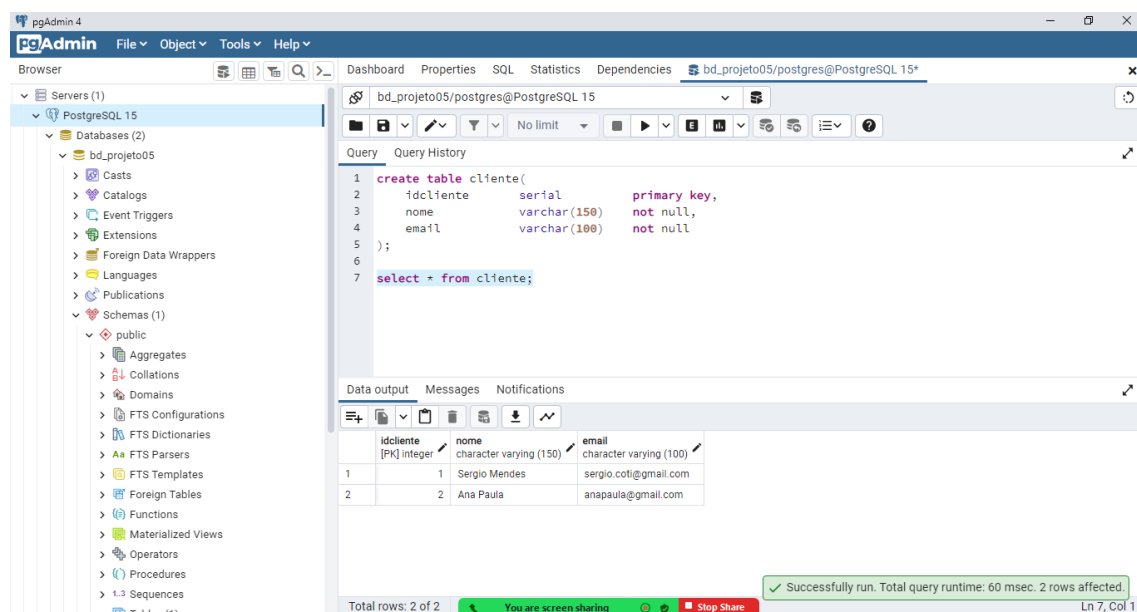 pgAdmin 4
pgAdmin File Object Tools Help
Browser
Dashboard Properties SQL Statistics Dependencies bd_projeto05/postgres@PostgreSQL 15*
Servers (1)
PostgreSQL 15
Databases (2)
bd_projeto05
Casts
Catalogs
Event Triggers
Extensions
Foreign Data Wrappers
Languages
Publications
Schemas (1)
public
Aggregates
Collations
Domains
FTS Configurations
FTS Dictionaries
Aa FTS Parsers
FTS Templates
Foreign Tables
Functions
Materialized Views
Operators
Procedures
1..3 Sequences
bd_projeto05/postgres@PostgreSQL 15
No limit
E
Query Query History
1 create table cliente(
2 idcliente serial primary key,
3 nome varchar(150) not null,
4 email varchar(100) not null
5 );
6
7 select * from cliente;
Data output Messages Notifications
idcliente nome email
[PK] integer character varying (150) character varying (100)
1 1 Sergio Mendes sergio.coti@gmail.com
2 2 Ana Paula anapaula@gmail.com
Successfully run. Total query runtime: 60 msec. 2 rows affected.
Total rows: 2 of 2
You are screen sharing Stop Share
Ln 7, Col 1